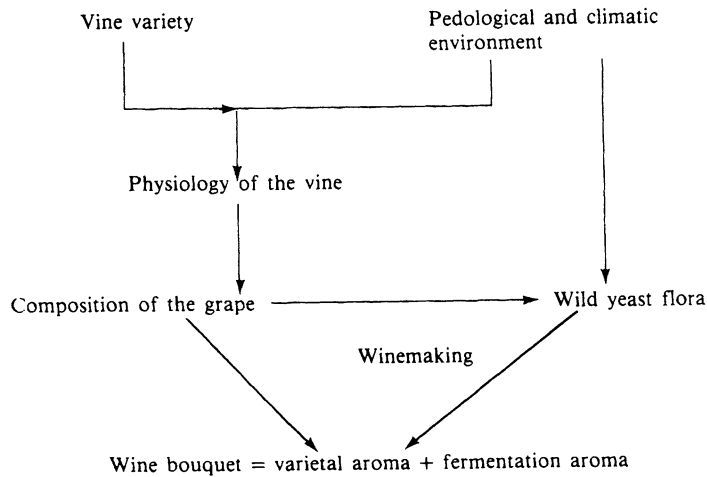 Vine variety
Pedological and climatic
environment
Physiology of the vine
Composition of the grape
Wild yeast flora
Winemaking
Wine bouquet = varietal aroma + fermentation aroma